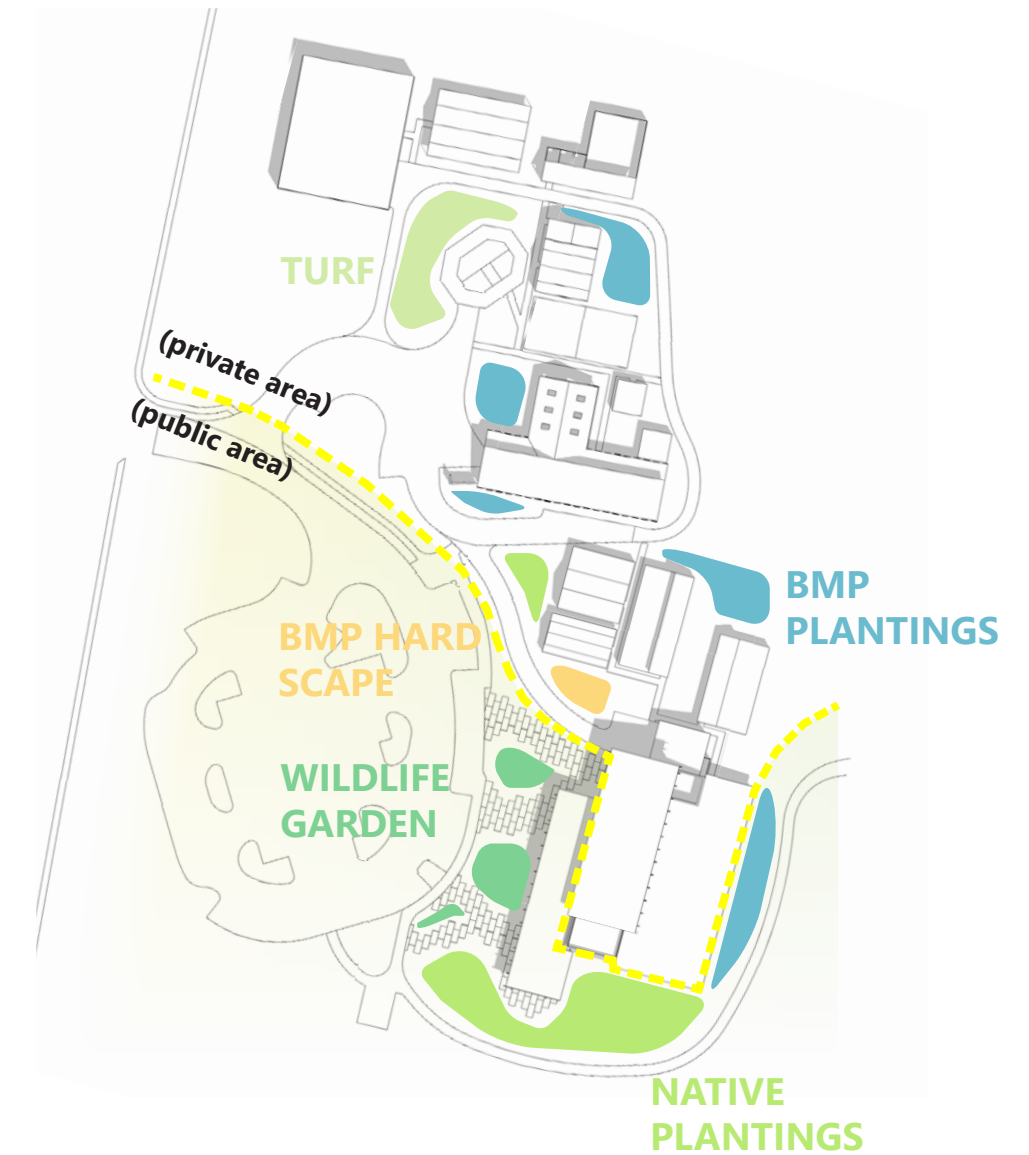 TURF
(private area)
(public area)
BMP
PLANTINGS
BMP HARD
SCAPE
WILDLIFE
GARDEN
NATIVE
PLANTINGS